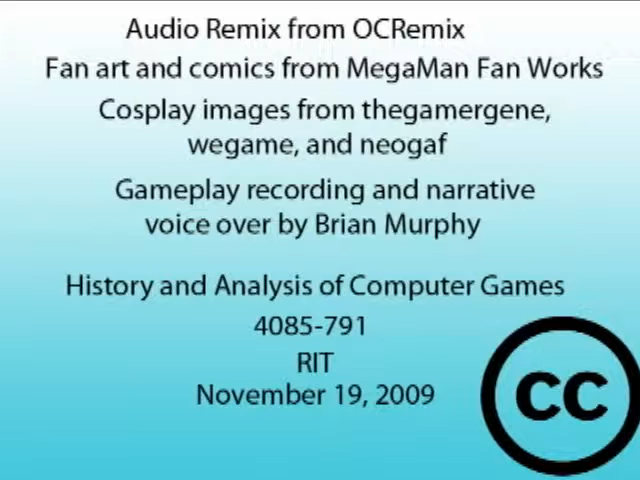 Audio Remix from OCRemix
Fan art and comics from MegaMan Fan Works
Cosplay images from thegamergene,
wegame, and neogaf
Gameplay recording and narrative
voice over by Brian Murphy
History and Analysis of Computer Games
4085-791
RIT
November 19, 2009
CC